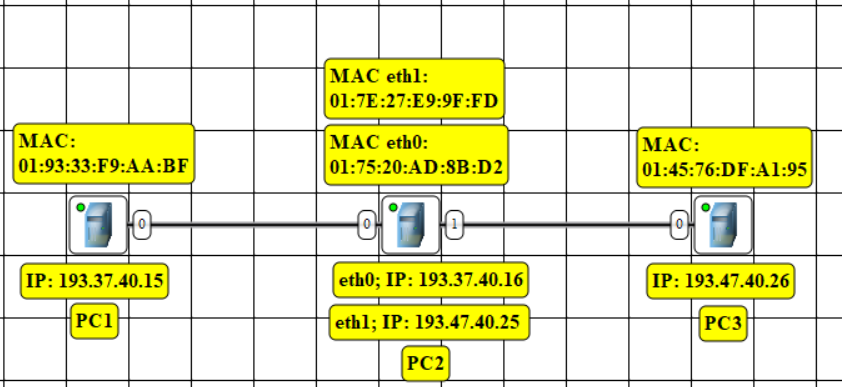 MAC eth1:
01:7E:27:E9:9F:FD
MAC:
01:93:33:F9:AA:BF
MAC eth0:
01:75:20:AD:8B:D2
MAC:
01:45:76:DF:A1:95
0
0
1
0
IP: 193.37.40.15
eth0; IP: 193.37.40.16
IP: 193.47.40.26
PC1
eth1; IP: 193.47.40.25
PC3
PC2